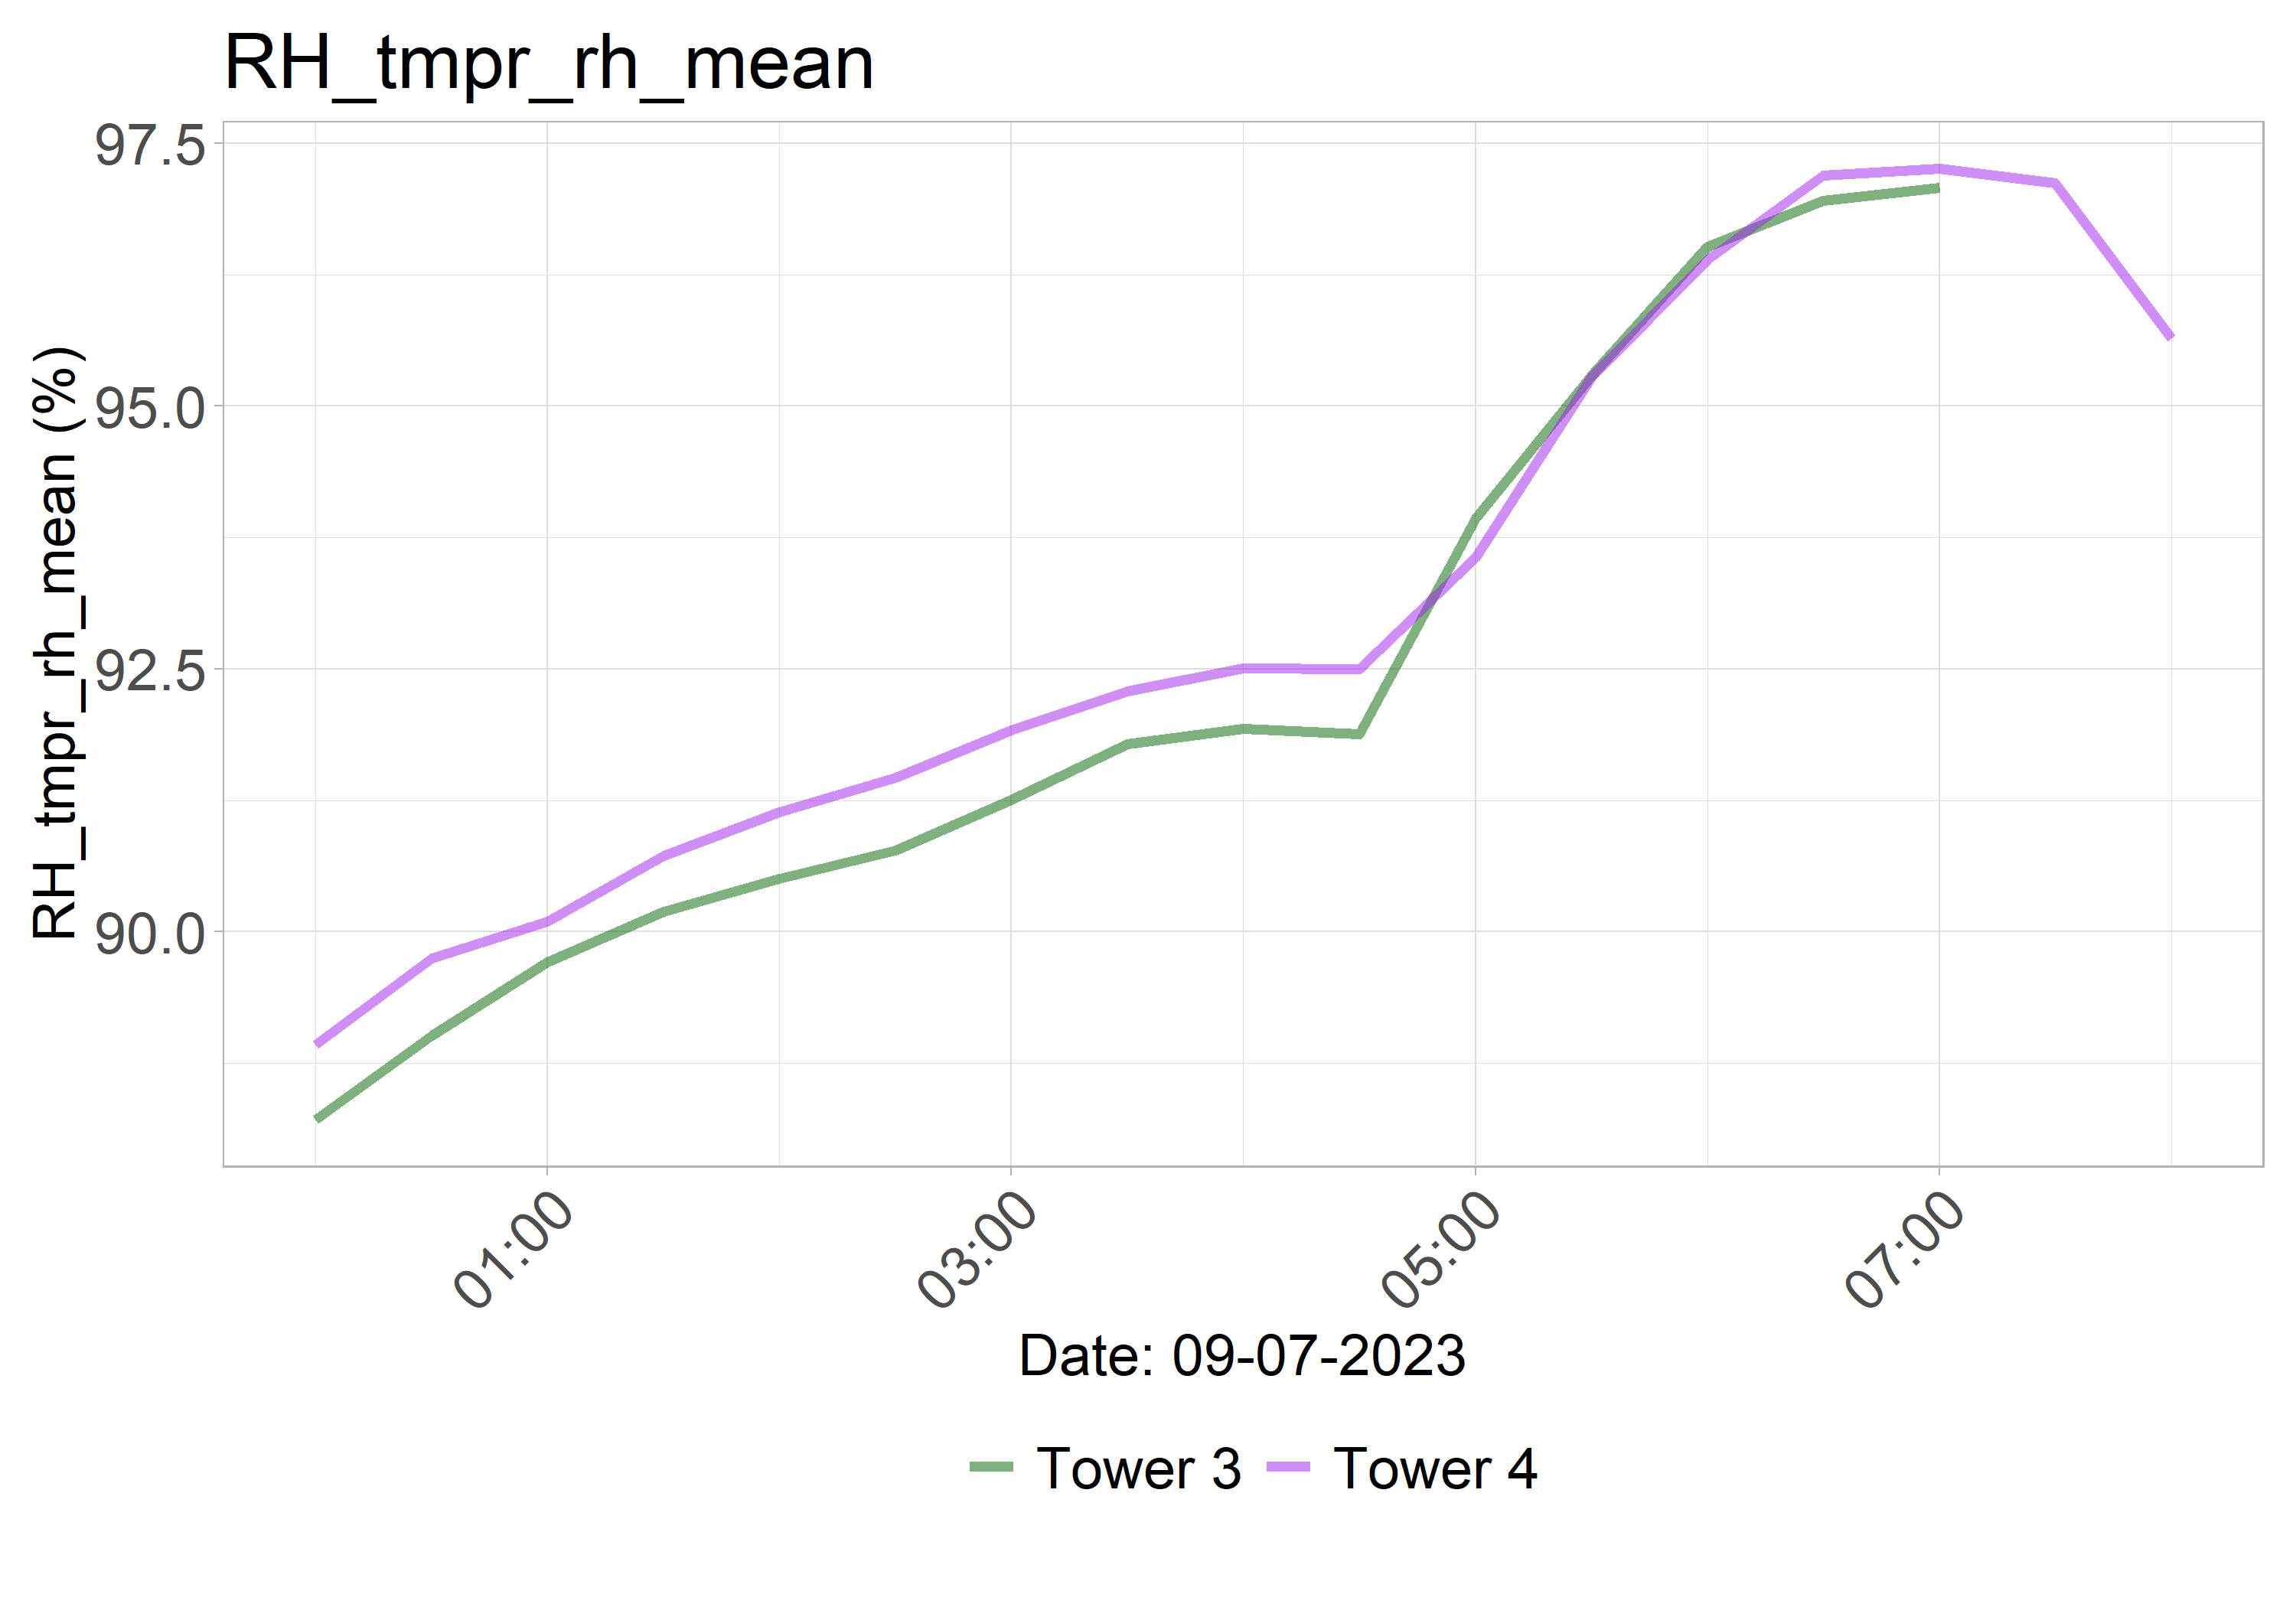 RH_tmpr_rh_mean
RH_tmpr_rh_mean (%)
97.5
95.0
92.5
90.0
01:00 03:00 05:00 07:00
Date: 09-07-2023
Tower 3 Tower 4